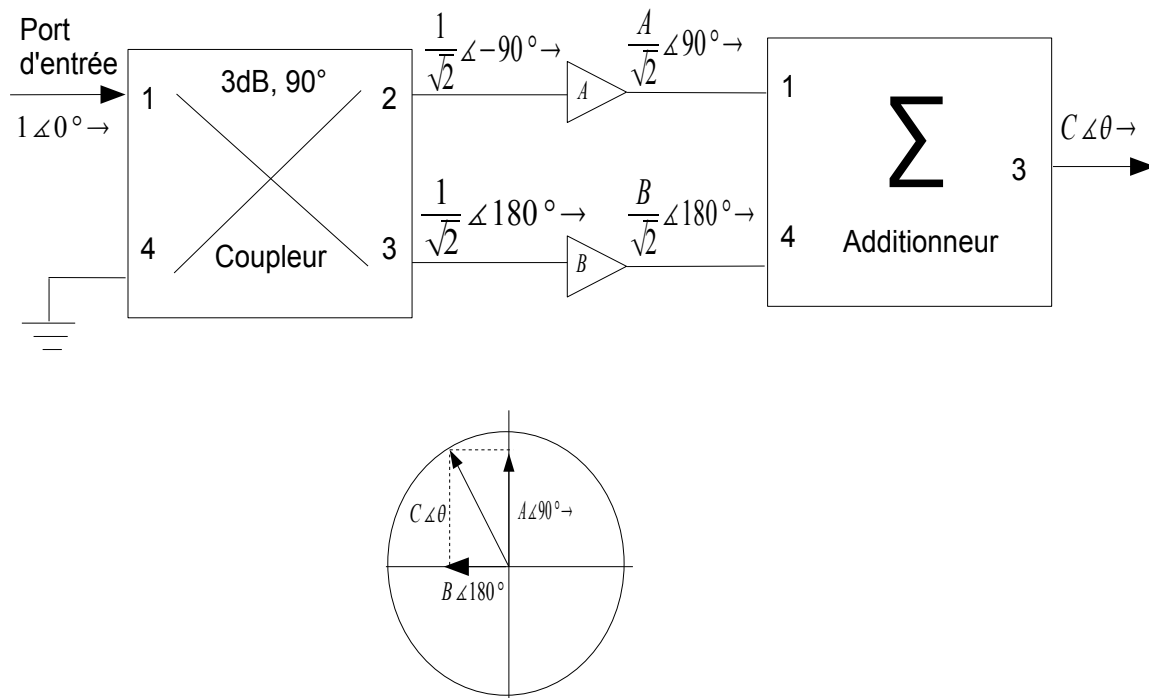 Port
d'entrée
1∡0°→
1
3dB, 90°
2
4
Coupleur
3
1/√2 ∡−90°→
A
A/√2 ∡90°→
1/√2 ∡180°→
B
B/√2 ∡180°→
1
∑
4
Additionneur
3
C∡θ→
C∡θ
A∡90°→
B∡180°